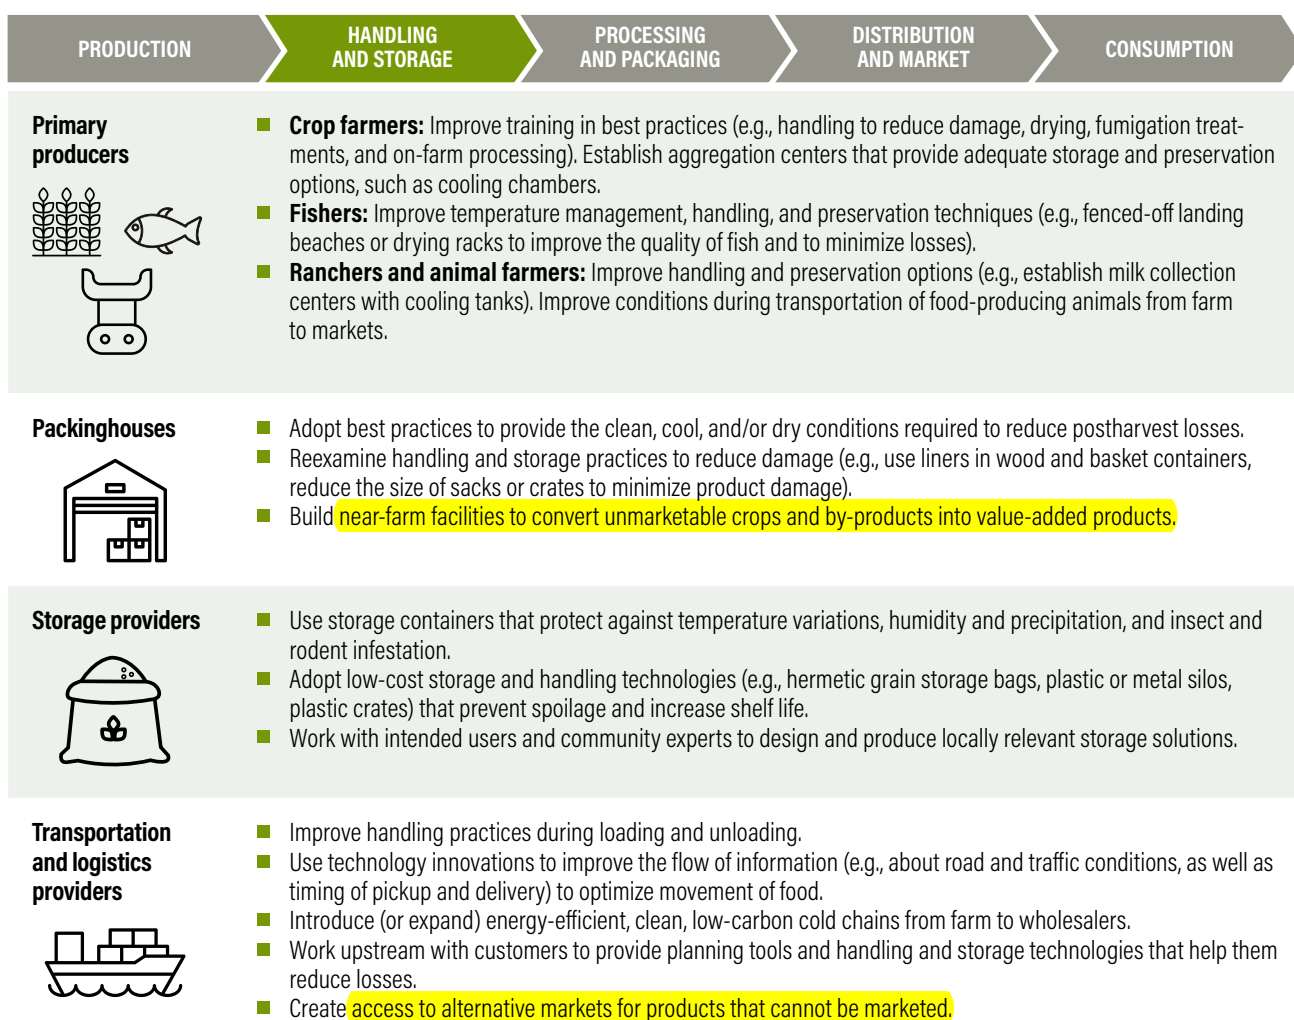 PRODUCTION
HANDLING
AND STORAGE
PROCESSING
AND PACKAGING
DISTRIBUTION
AND MARKET
CONSUMPTION
Primary
producers
Crop farmers: Improve training in best practices (e.g., handling to reduce damage, drying, fumigation treat-
ments, and on-farm processing). Establish aggregation centers that provide adequate storage and preservation
options, such as cooling chambers.
Fishers: Improve temperature management, handling, and preservation techniques (e.g., fenced-off landing
beaches or drying racks to improve the quality of fish and to minimize losses).
Ranchers and animal farmers: Improve handling and preservation options (e.g., establish milk collection
centers with cooling tanks). Improve conditions during transportation of food-producing animals from farm
to markets.
Packinghouses
Adopt best practices to provide the clean, cool, and/or dry conditions required to reduce postharvest losses.
Reexamine handling and storage practices to reduce damage (e.g., use liners in wood and basket containers,
reduce the size of sacks or crates to minimize product damage).
Build near-farm facilities to convert unmarketable crops and by-products into value-added products.
Storage providers
Use storage containers that protect against temperature variations, humidity and precipitation, and insect and
rodent infestation.
Adopt low-cost storage and handling technologies (e.g., hermetic grain storage bags, plastic or metal silos,
plastic crates) that prevent spoilage and increase shelf life.
Work with intended users and community experts to design and produce locally relevant storage solutions.
Transportation
and logistics
providers
Improve handling practices during loading and unloading.
Use technology innovations to improve the flow of information (e.g., about road and traffic conditions, as well as
timing of pickup and delivery) to optimize movement of food.
Introduce (or expand) energy-efficient, clean, low-carbon cold chains from farm to wholesalers.
Work upstream with customers to provide planning tools and handling and storage technologies that help them
reduce losses.
Create access to alternative markets for products that cannot be marketed.